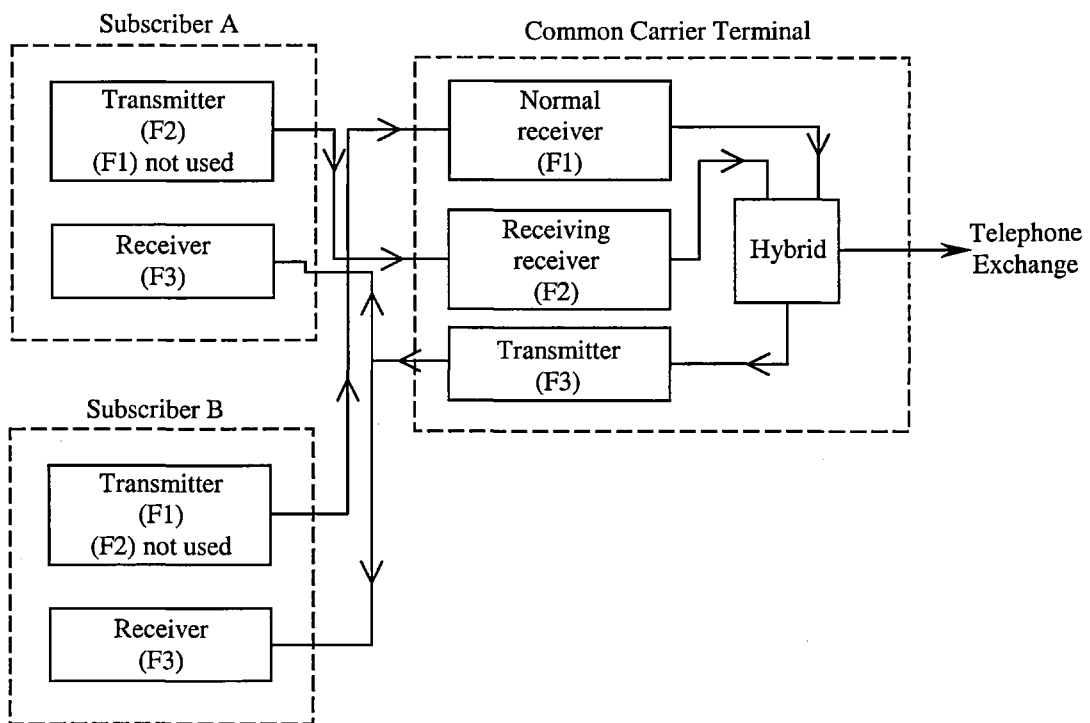 Subscriber A
Transmitter
(F2)
(F1) not used
Receiver
(F3)
Common Carrier Terminal
Normal
receiver
(F1)
Receiving
receiver
(F2)
Transmitter
(F3)
Hybrid
Telephone
Exchange
Subscriber B
Transmitter
(F1)
(F2) not used
Receiver
(F3)